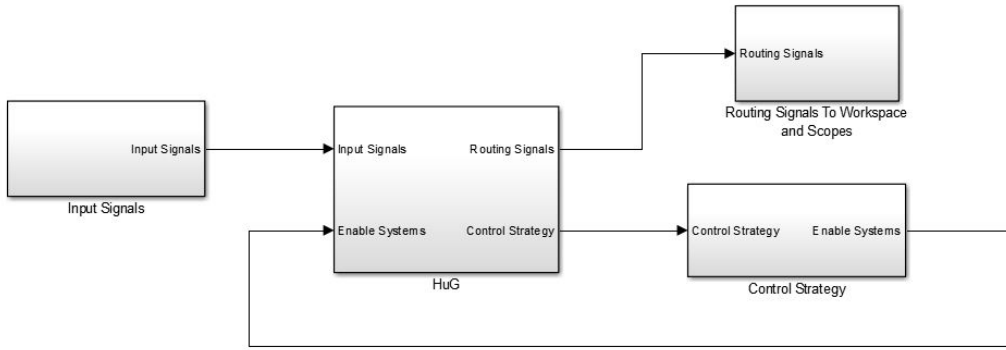 Routing Signals
Routing Signals To Workspace
and Scopes
Input Signals
Input Signals
Input Signals
Routing Signals
Enable Systems
Control Strategy
HuG
Control Strategy
Enable Systems
Control Strategy